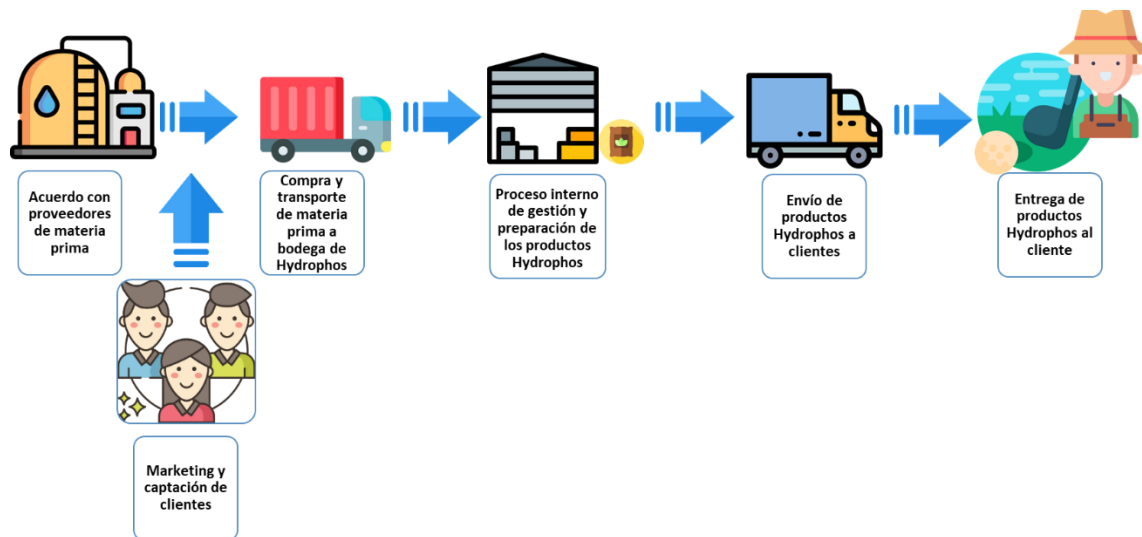 Acuerdo con
proveedores
de materia
prima
Compra y
transporte
de materia
prima a
bodega de
Hydrophos
Proceso interno
de gestión y
preparación de
los productos
Hydrophos
Envío de
productos
Hydrophos a
clientes
Entrega de
productos
Hydrophos al
cliente
Marketing y
captación de
clientes